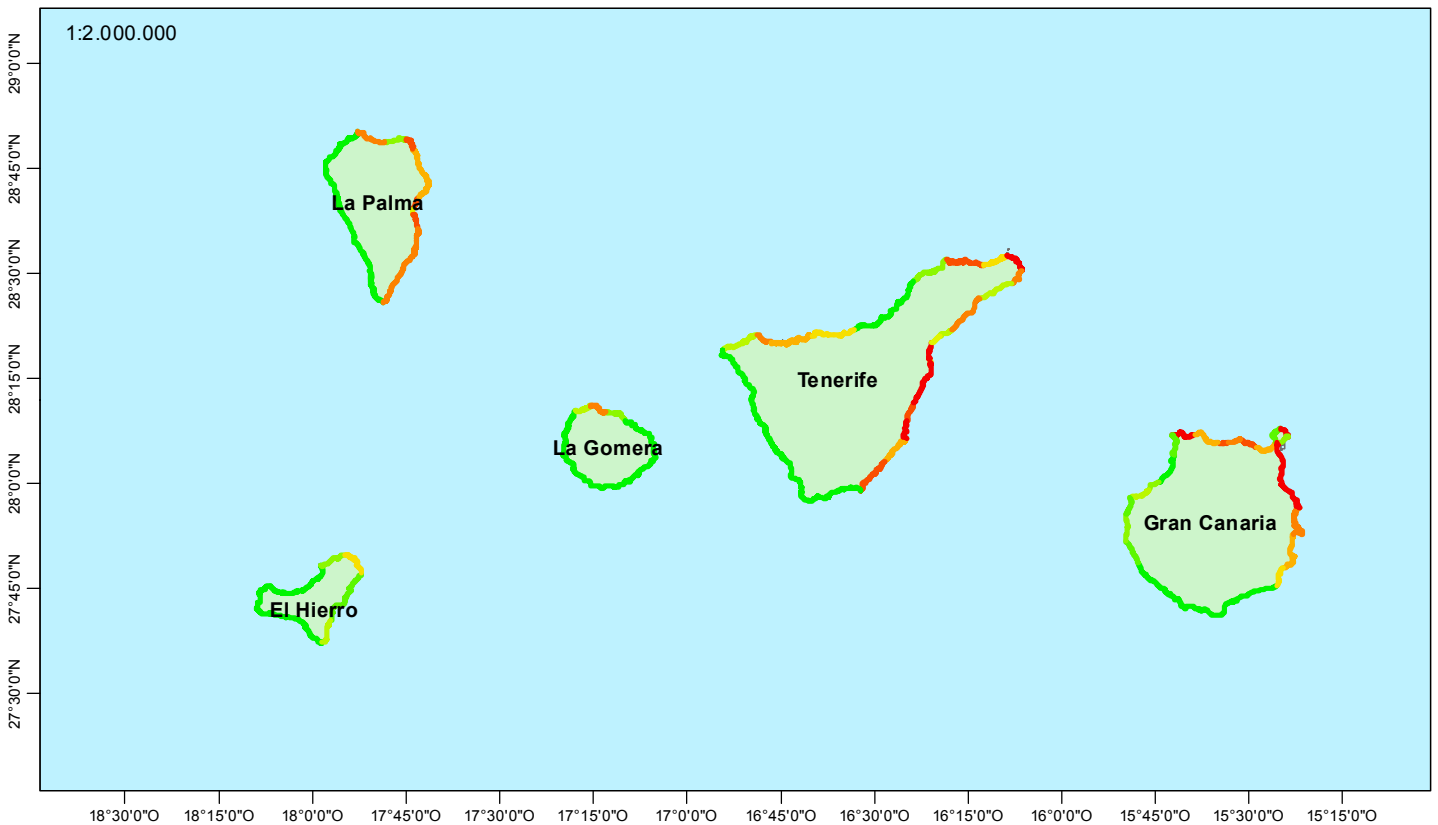 1:2.000.000
29°0'0"N
28°45'0"N
28°30'0"N
28°15'0"N
28°0'0"N
27°45'0"N
27°30'0"N
La Palma
Tenerife
La Gomera
Gran Canaria
El Hierro
18°30'0"O
18°15'0"O
18°0'0"O
17°45'0"O
17°30'0"O
17°15'0"O
17°0'0"O
16°45'0"O
16°30'0"O
16°15'0"O
16°0'0"O
15°45'0"O
15°30'0"O
15°15'0"O